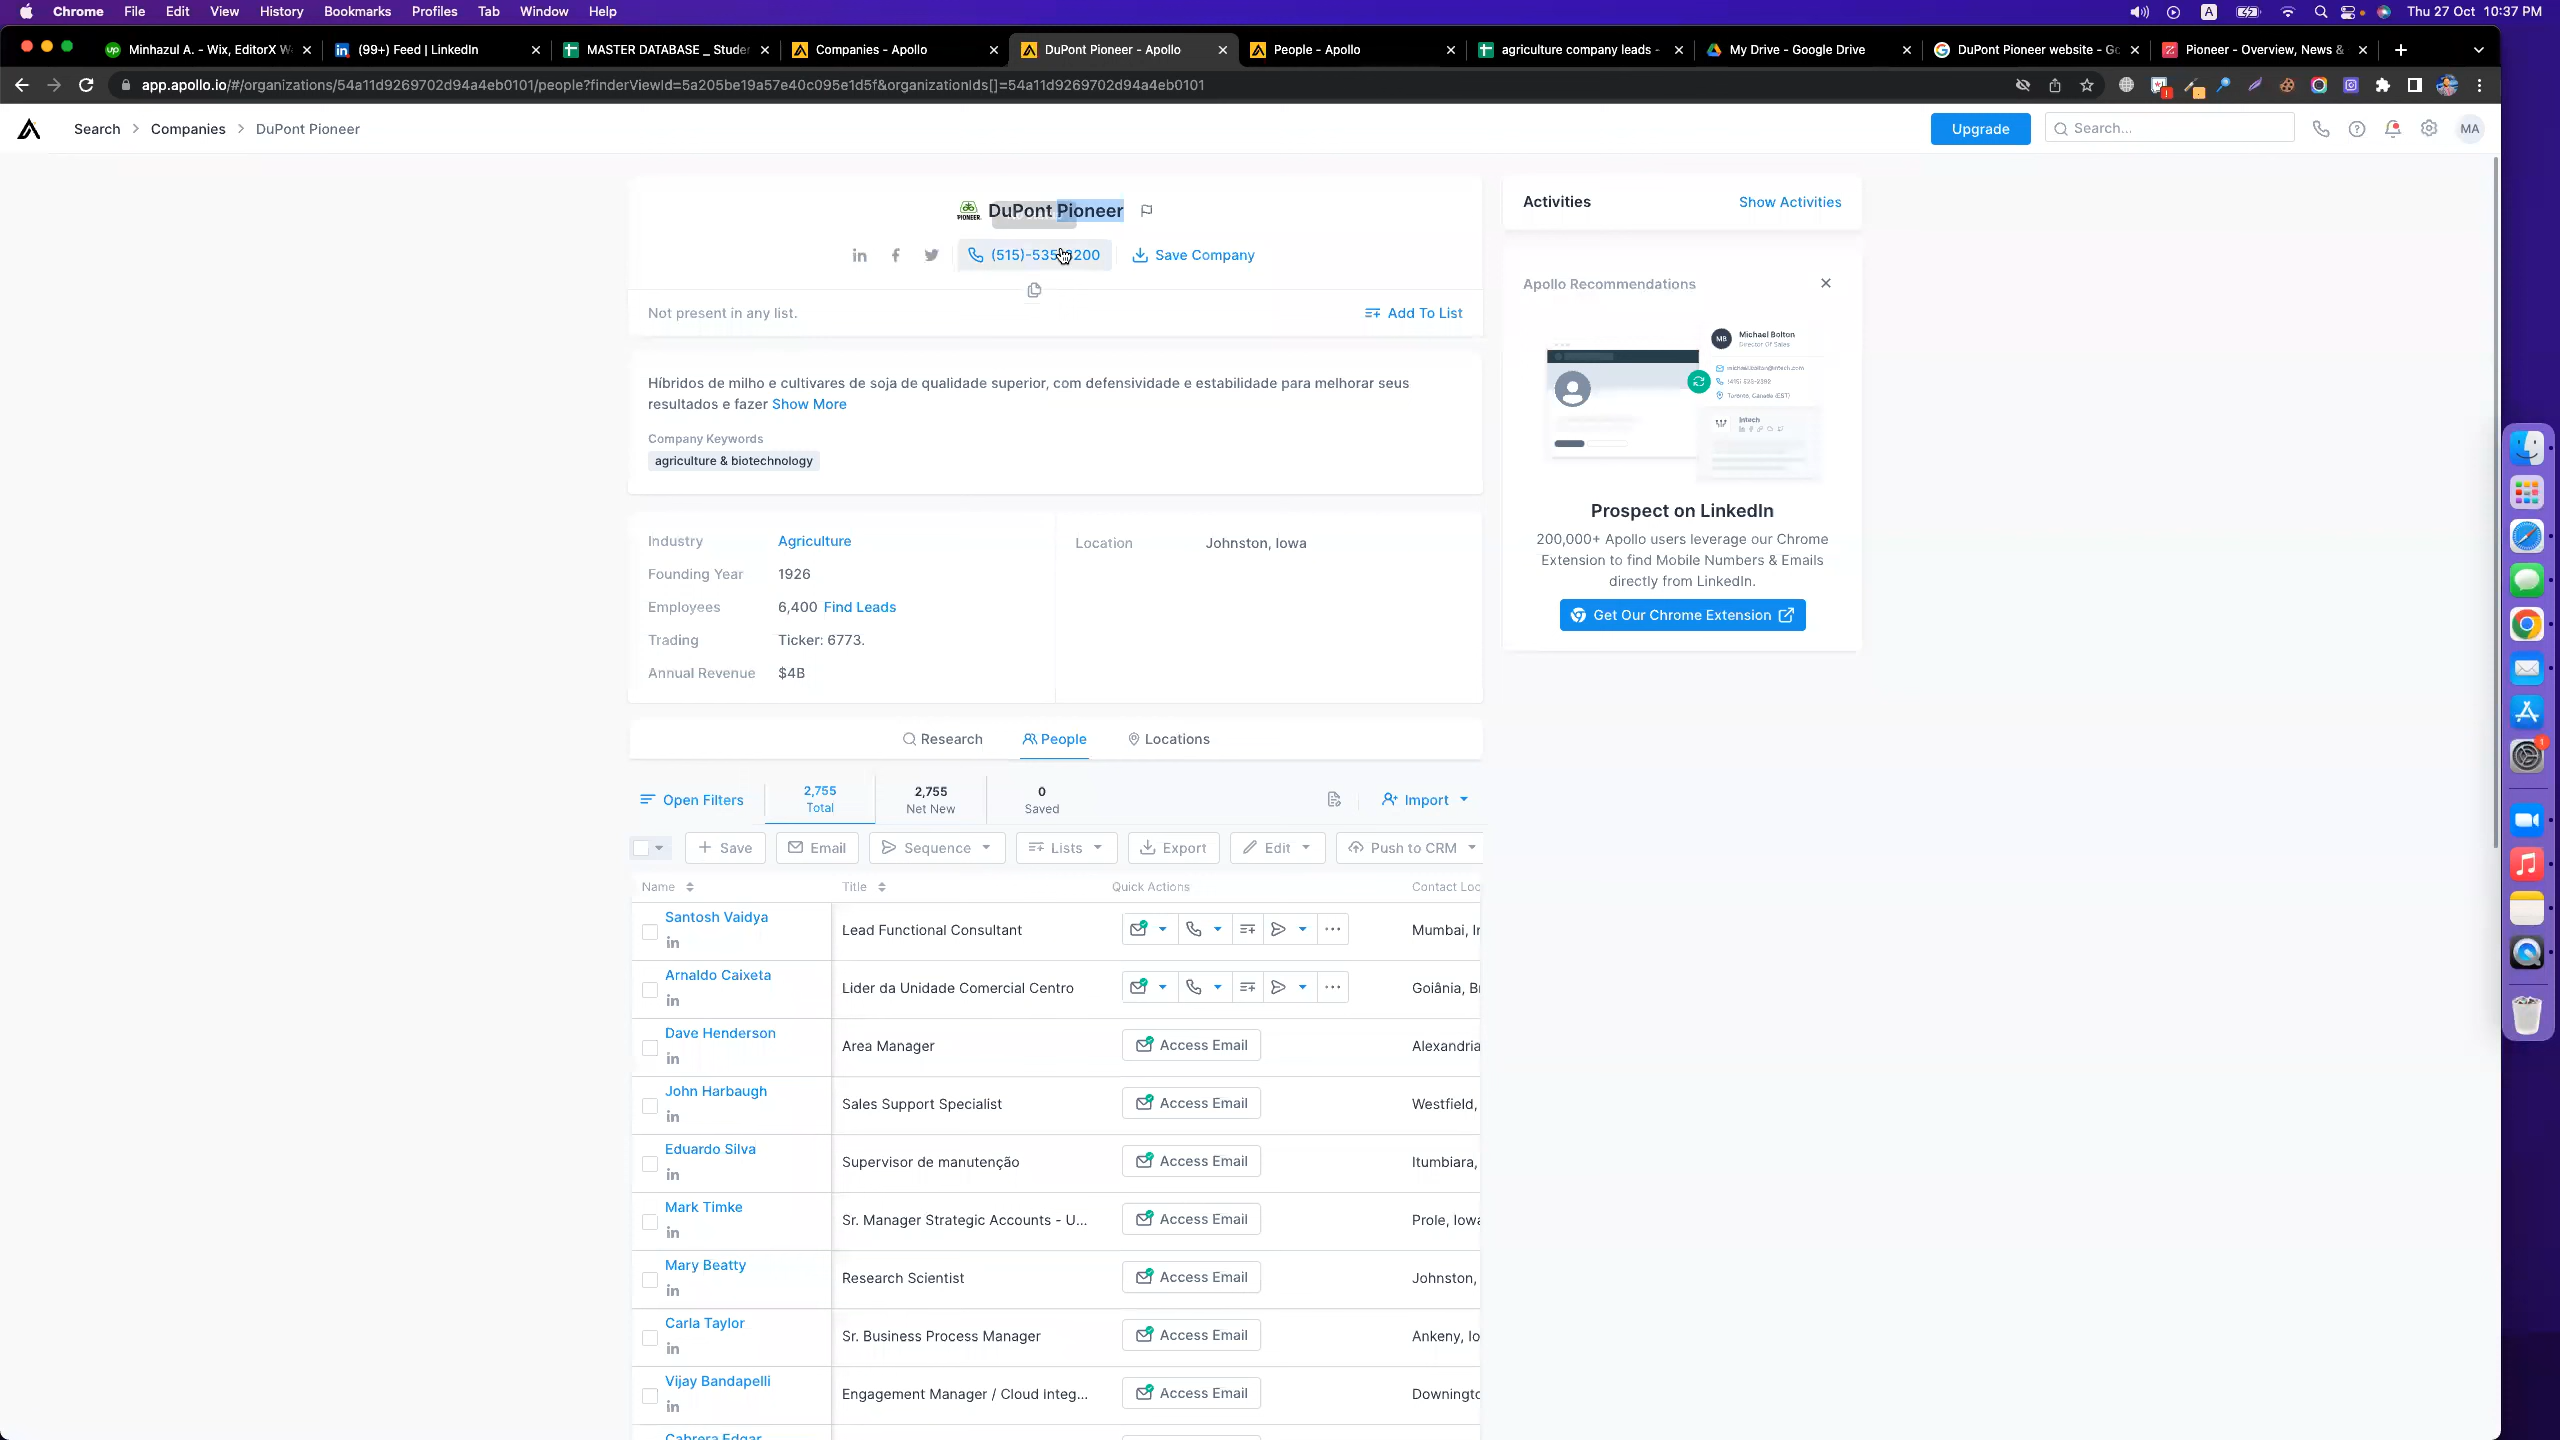 Chrome File Edit View History Bookmarks Profiles Tab Window Help
A Thu 27 Oct 10:37 PM
Minhazul A. - Wix, EditorX
(99+) Feed | LinkedIn
MASTER DATABASE _
Companies - Apollo
DuPont Pioneer - Apollo
People - Apollo
agriculture company leads -
My Drive - Google Drive
DuPont Pioneer website -
Pioneer - Overview, News &
app.apollo.io/#/organizations/54a11d9269702d94a4eb0101/people?finderViewId=5a205be19a57e40c095e1d5f&organizationIds[]=54a11d9269702d94a4eb0101
Search > Companies > DuPont Pioneer
Upgrade
Search...
MA
PIONEER.
DuPont Pioneer
Save Company
Not present in any list.
Add To List
Híbridos de milho e cultivares de soja de qualidade superior, com defensividade e estabilidade para melhorar seus
resultados e fazer Show More
Company Keywords
agriculture & biotechnology
Industry Agriculture
Founding Year 1926
Employees 6,400 Find Leads
Trading Ticker: 6773.
Annual Revenue $4B
Location Johnston, Iowa
Activities Show Activities
Apollo Recommendations
MB Michael Bolton
Director Of Sales
Toronto, Canada (EST)
Intech
Prospect on LinkedIn
200,000+ Apollo users leverage our Chrome
Extension to find Mobile Numbers & Emails
directly from LinkedIn.
Get Our Chrome Extension
Research People Locations
Open Filters
2,755
Total
2,755
Net New
0
Saved
Import
Save Email Sequence Lists Export Edit Push to CRM
Name Title Quick Actions Contact
Santosh Vaidya
Lead Functional Consultant
Mumbai,
Arnaldo Caixeta
Lider da Unidade Comercial Centro
Goiânia,
Dave Henderson
Area Manager
Access Email
Alexandria
John Harbaugh
Sales Support Specialist
Access Email
Westfield,
Eduardo Silva
Supervisor de manutenção
Access Email
Itumbiara,
Mark Timke
Sr. Manager Strategic Accounts - U...
Access Email
Prole,
Mary Beatty
Research Scientist
Access Email
Johnston,
Carla Taylor
Sr. Business Process Manager
Access Email
Ankeny,
Vijay Bandapelli
Engagement Manager / Cloud Integ...
Access Email
1